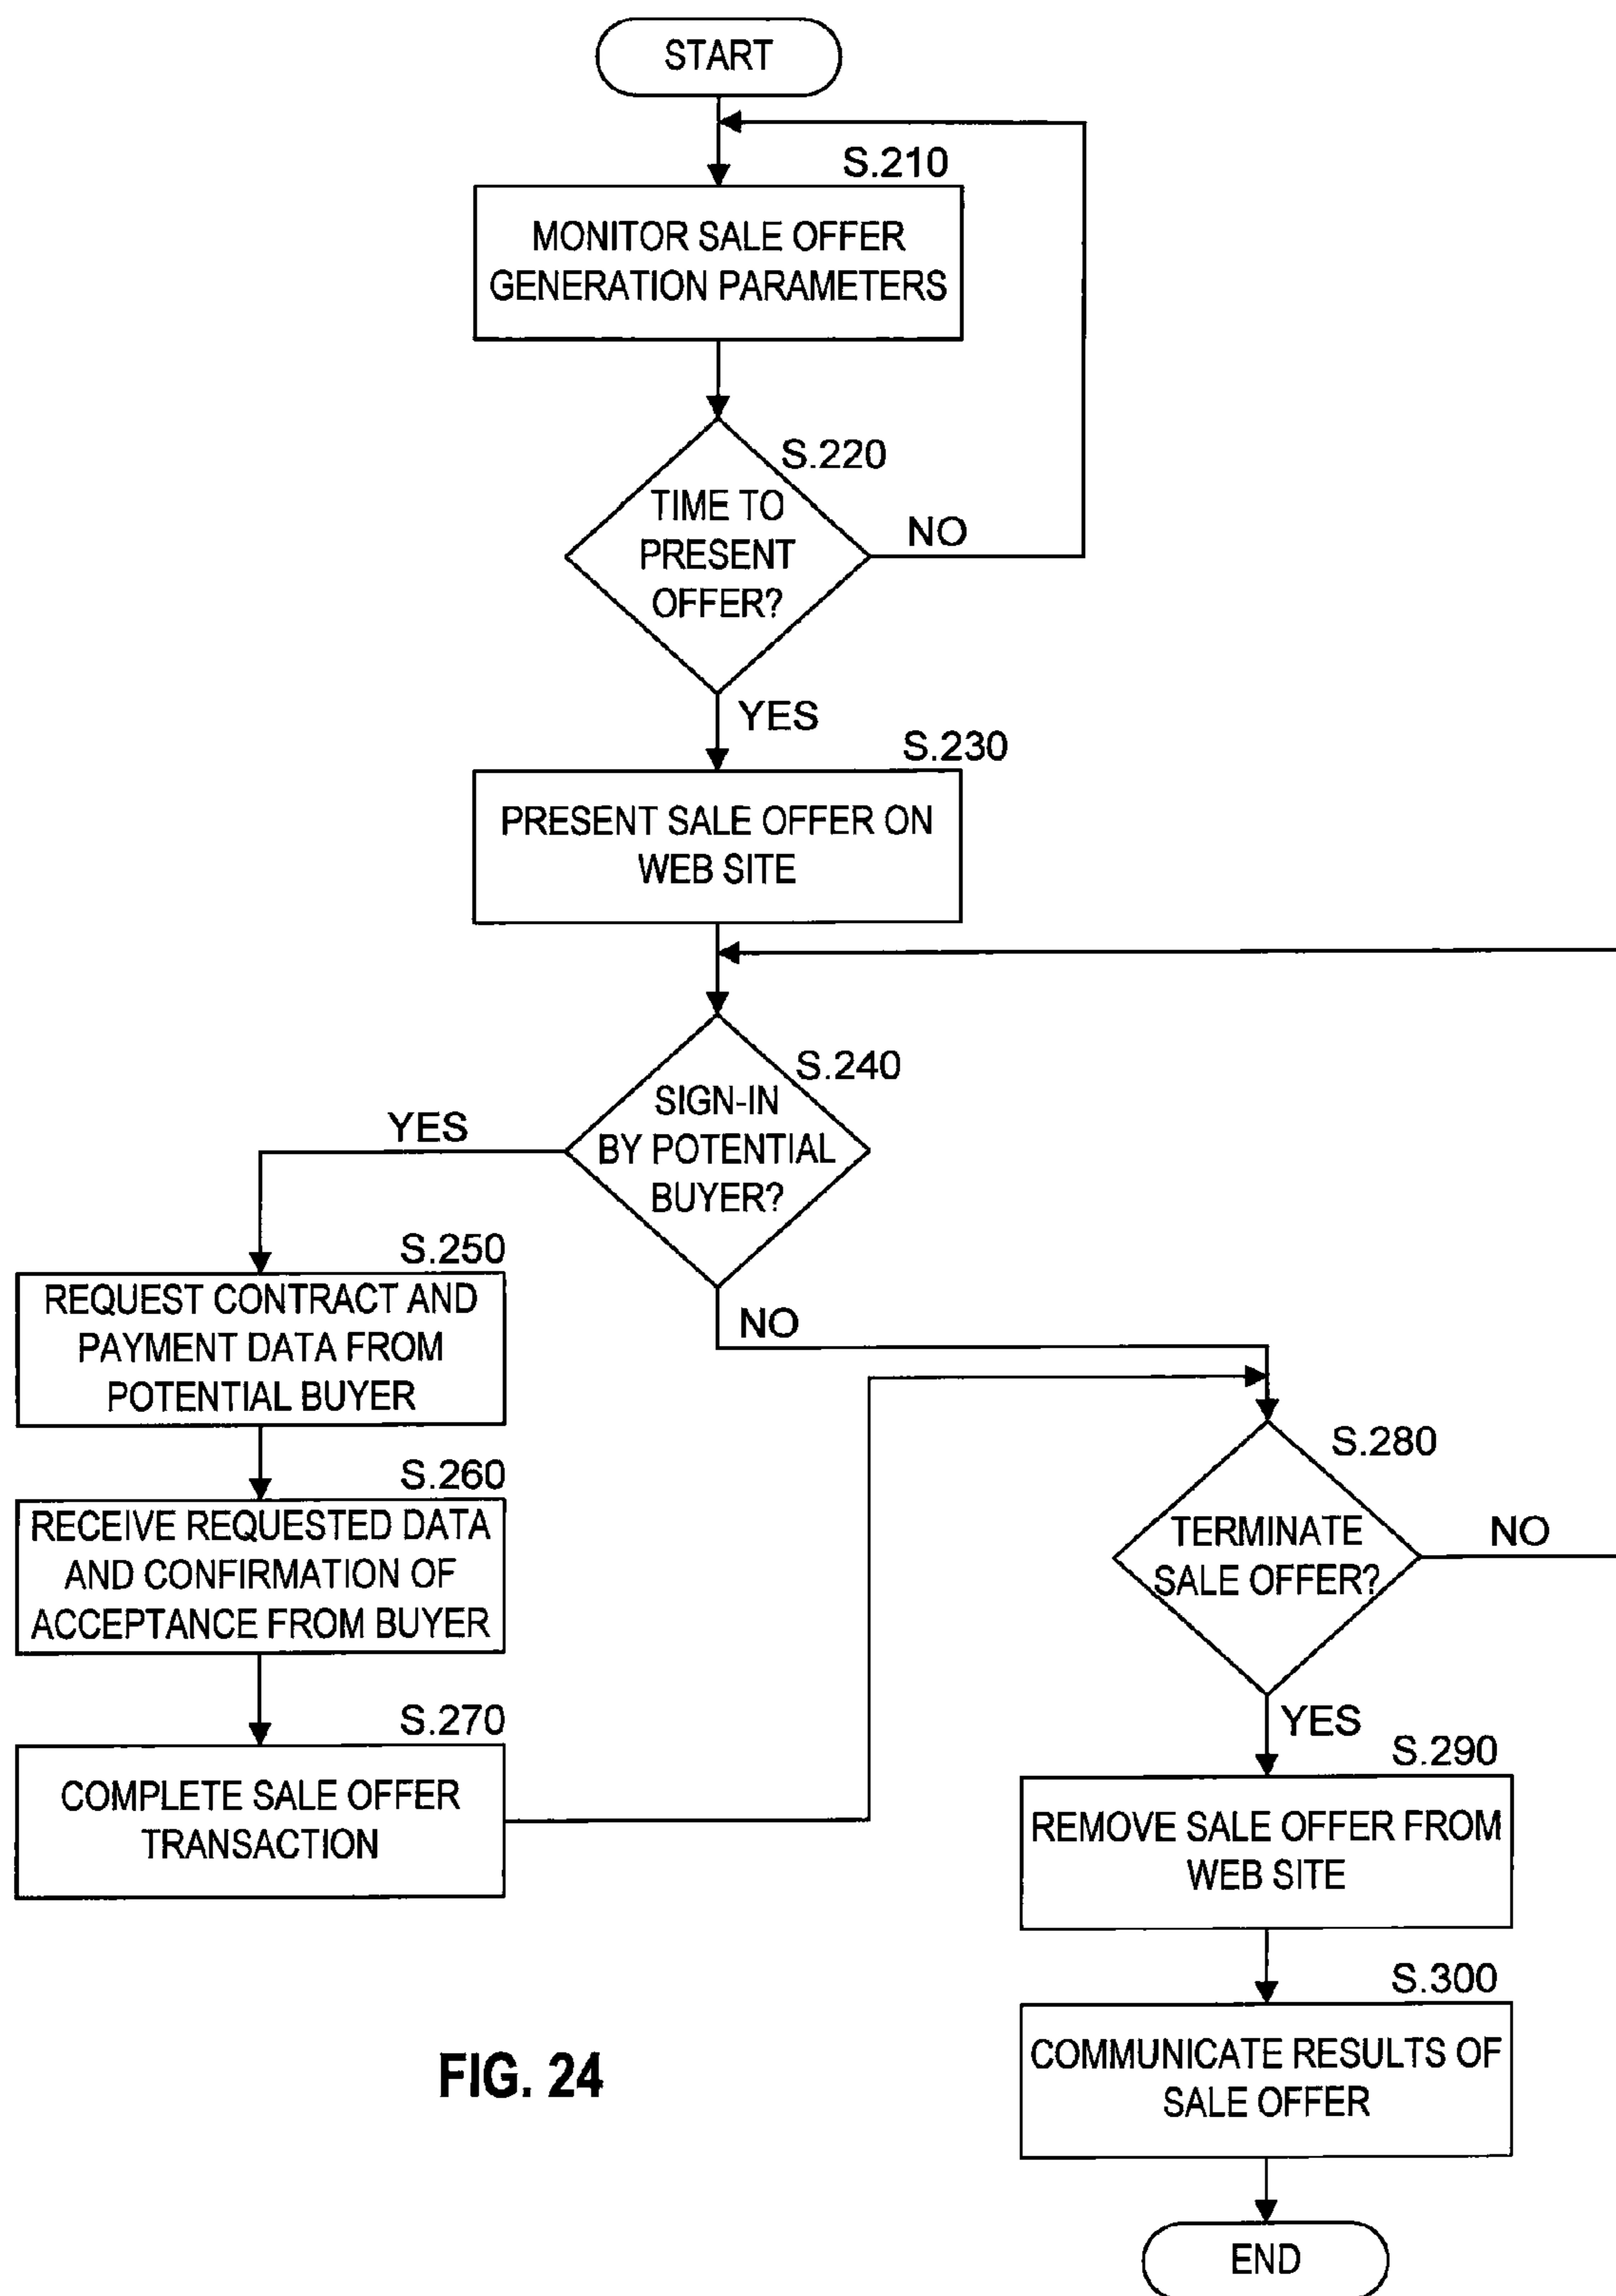 START
S.210
MONITOR SALE OFFER
GENERATION PARAMETERS
S.220
TIME TO
PRESENT
OFFER?
NO
YES
S.230
PRESENT SALE OFFER ON
WEB SITE
S.240
SIGN-IN
BY POTENTIAL
BUYER?
YES
NO
S.250
REQUEST CONTRACT AND
PAYMENT DATA FROM
POTENTIAL BUYER
S.260
RECEIVE REQUESTED DATA
AND CONFIRMATION OF
ACCEPTANCE FROM BUYER
S.270
COMPLETE SALE OFFER
TRANSACTION
S.280
TERMINATE
SALE OFFER?
NO
YES
S.290
REMOVE SALE OFFER FROM
WEB SITE
S.300
COMMUNICATE RESULTS OF
SALE OFFER
END
FIG. 24